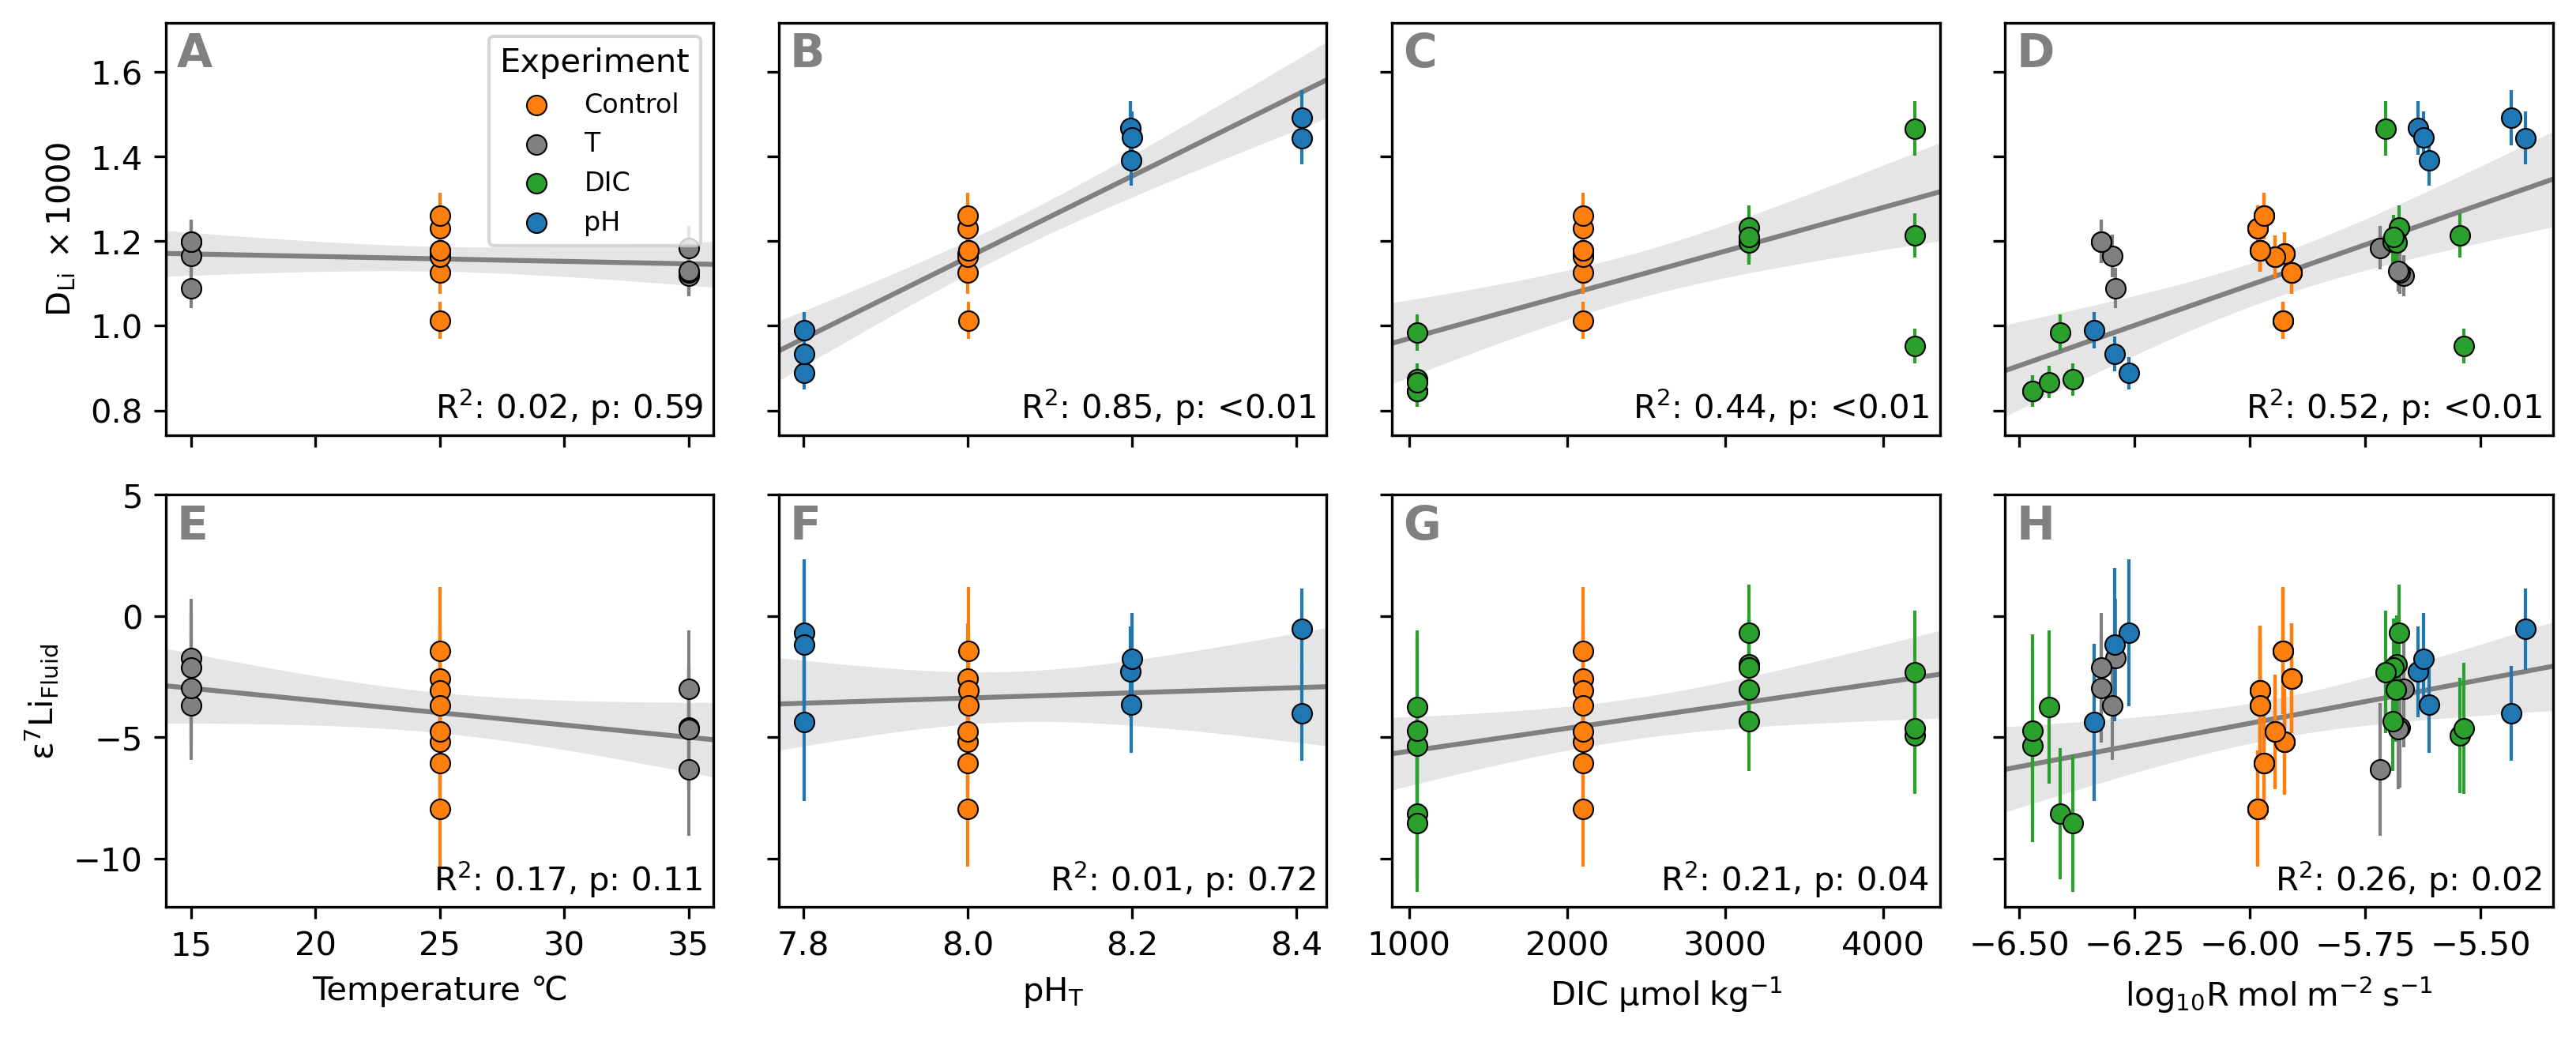 A
Experiment
Control
T
DIC
pH
B
C
D
1.6
1.4
1.2
1.0
0.8
D_Li × 1000
R²: 0.02, p: 0.59
R²: 0.85, p: <0.01
R²: 0.44, p: <0.01
R²: 0.52, p: <0.01
E
F
G
H
5
0
−5
−10
ε⁷Li_Fluid
R²: 0.17, p: 0.11
R²: 0.01, p: 0.72
R²: 0.21, p: 0.04
R²: 0.26, p: 0.02
15 20 25 30 35
7.8 8.0 8.2 8.4
1000 2000 3000 4000
−6.50 −6.25 −6.00 −5.75 −5.50
Temperature °C
pH_T
DIC µmol kg⁻¹
log₁₀R mol m⁻² s⁻¹